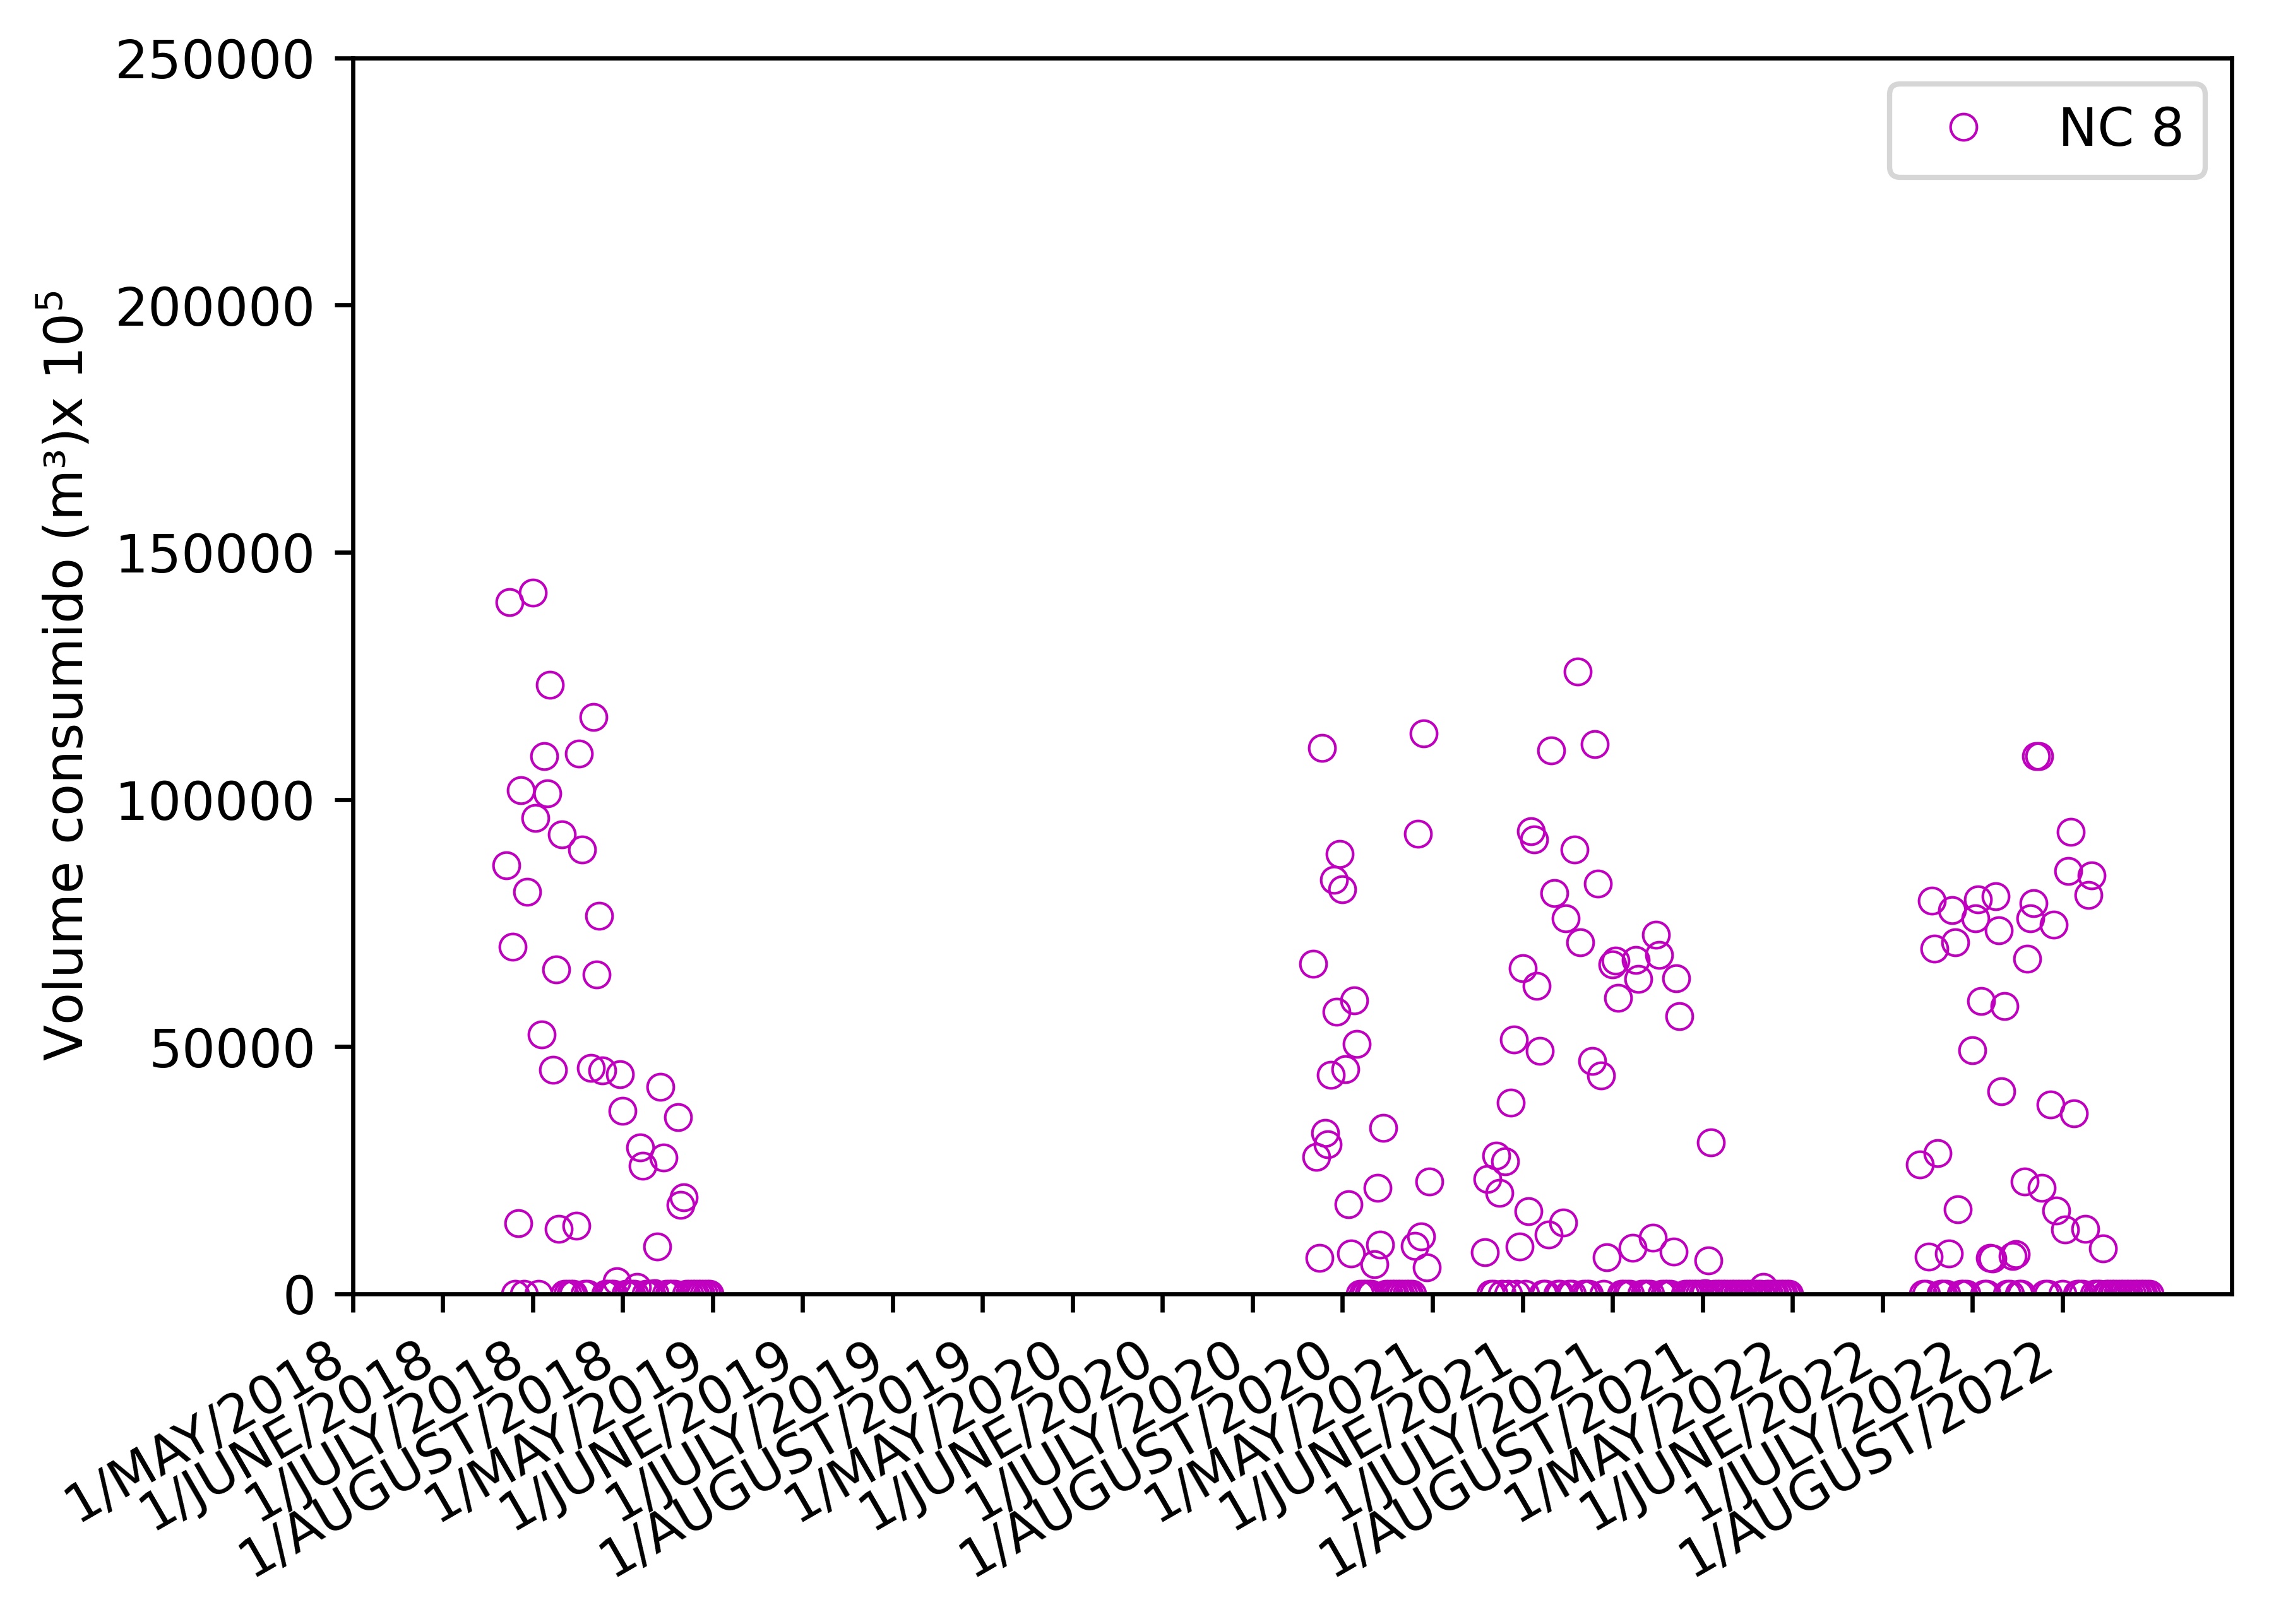 250000
200000
150000
100000
50000
0
Volume consumido (m³)x 10⁵
NC 8
1/MAY/2018
1/JUNE/2018
1/JULY/2018
1/AUGUST/2018
1/MAY/2019
1/JUNE/2019
1/JULY/2019
1/AUGUST/2019
1/MAY/2020
1/JUNE/2020
1/JULY/2020
1/AUGUST/2020
1/MAY/2021
1/JUNE/2021
1/JULY/2021
1/AUGUST/2021
1/MAY/2022
1/JUNE/2022
1/JULY/2022
1/AUGUST/2022